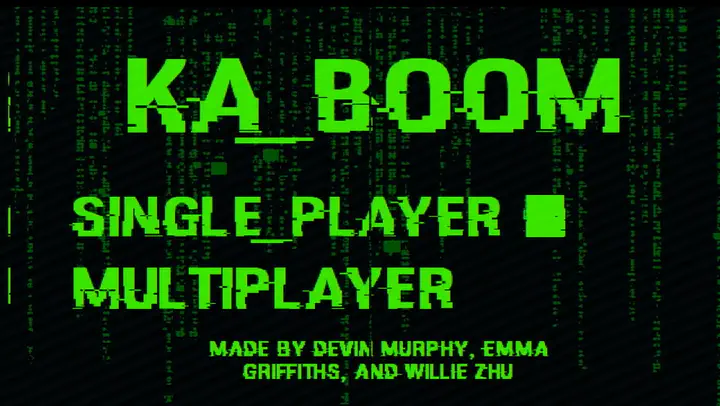 KA_BOOM
SINGLE_PLAYER
MULTIPLAYER
MADE BY DEVIN MURPHY, EMMA
GRIFFITHS, AND WILLIE ZHU